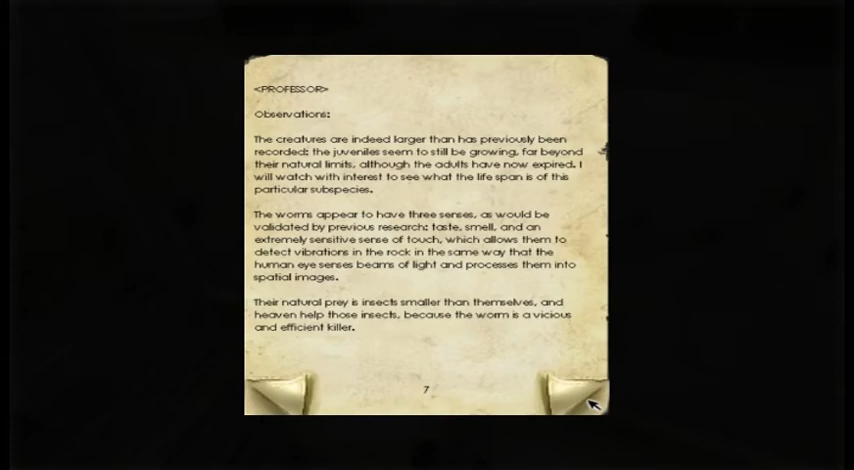 <PROFESSOR>
Observations:
The creatures are indeed larger than has previously been
recorded: the juveniles seem to still be growing, far beyond
their natural limits, although the adults have now expired. I
will watch with interest to see what the life span is of this
particular subspecies.
The worms appear to have three senses, as would be
validated by previous research: taste, smell, and an
extremely sensitive sense of touch, which allows them to
detect vibrations in the rock in the same way that the
human eye senses beams of light and processes them into
spatial images.
Their natural prey is insects smaller than themselves, and
heaven help those insects, because the worm is a vicious
and efficient killer.
7